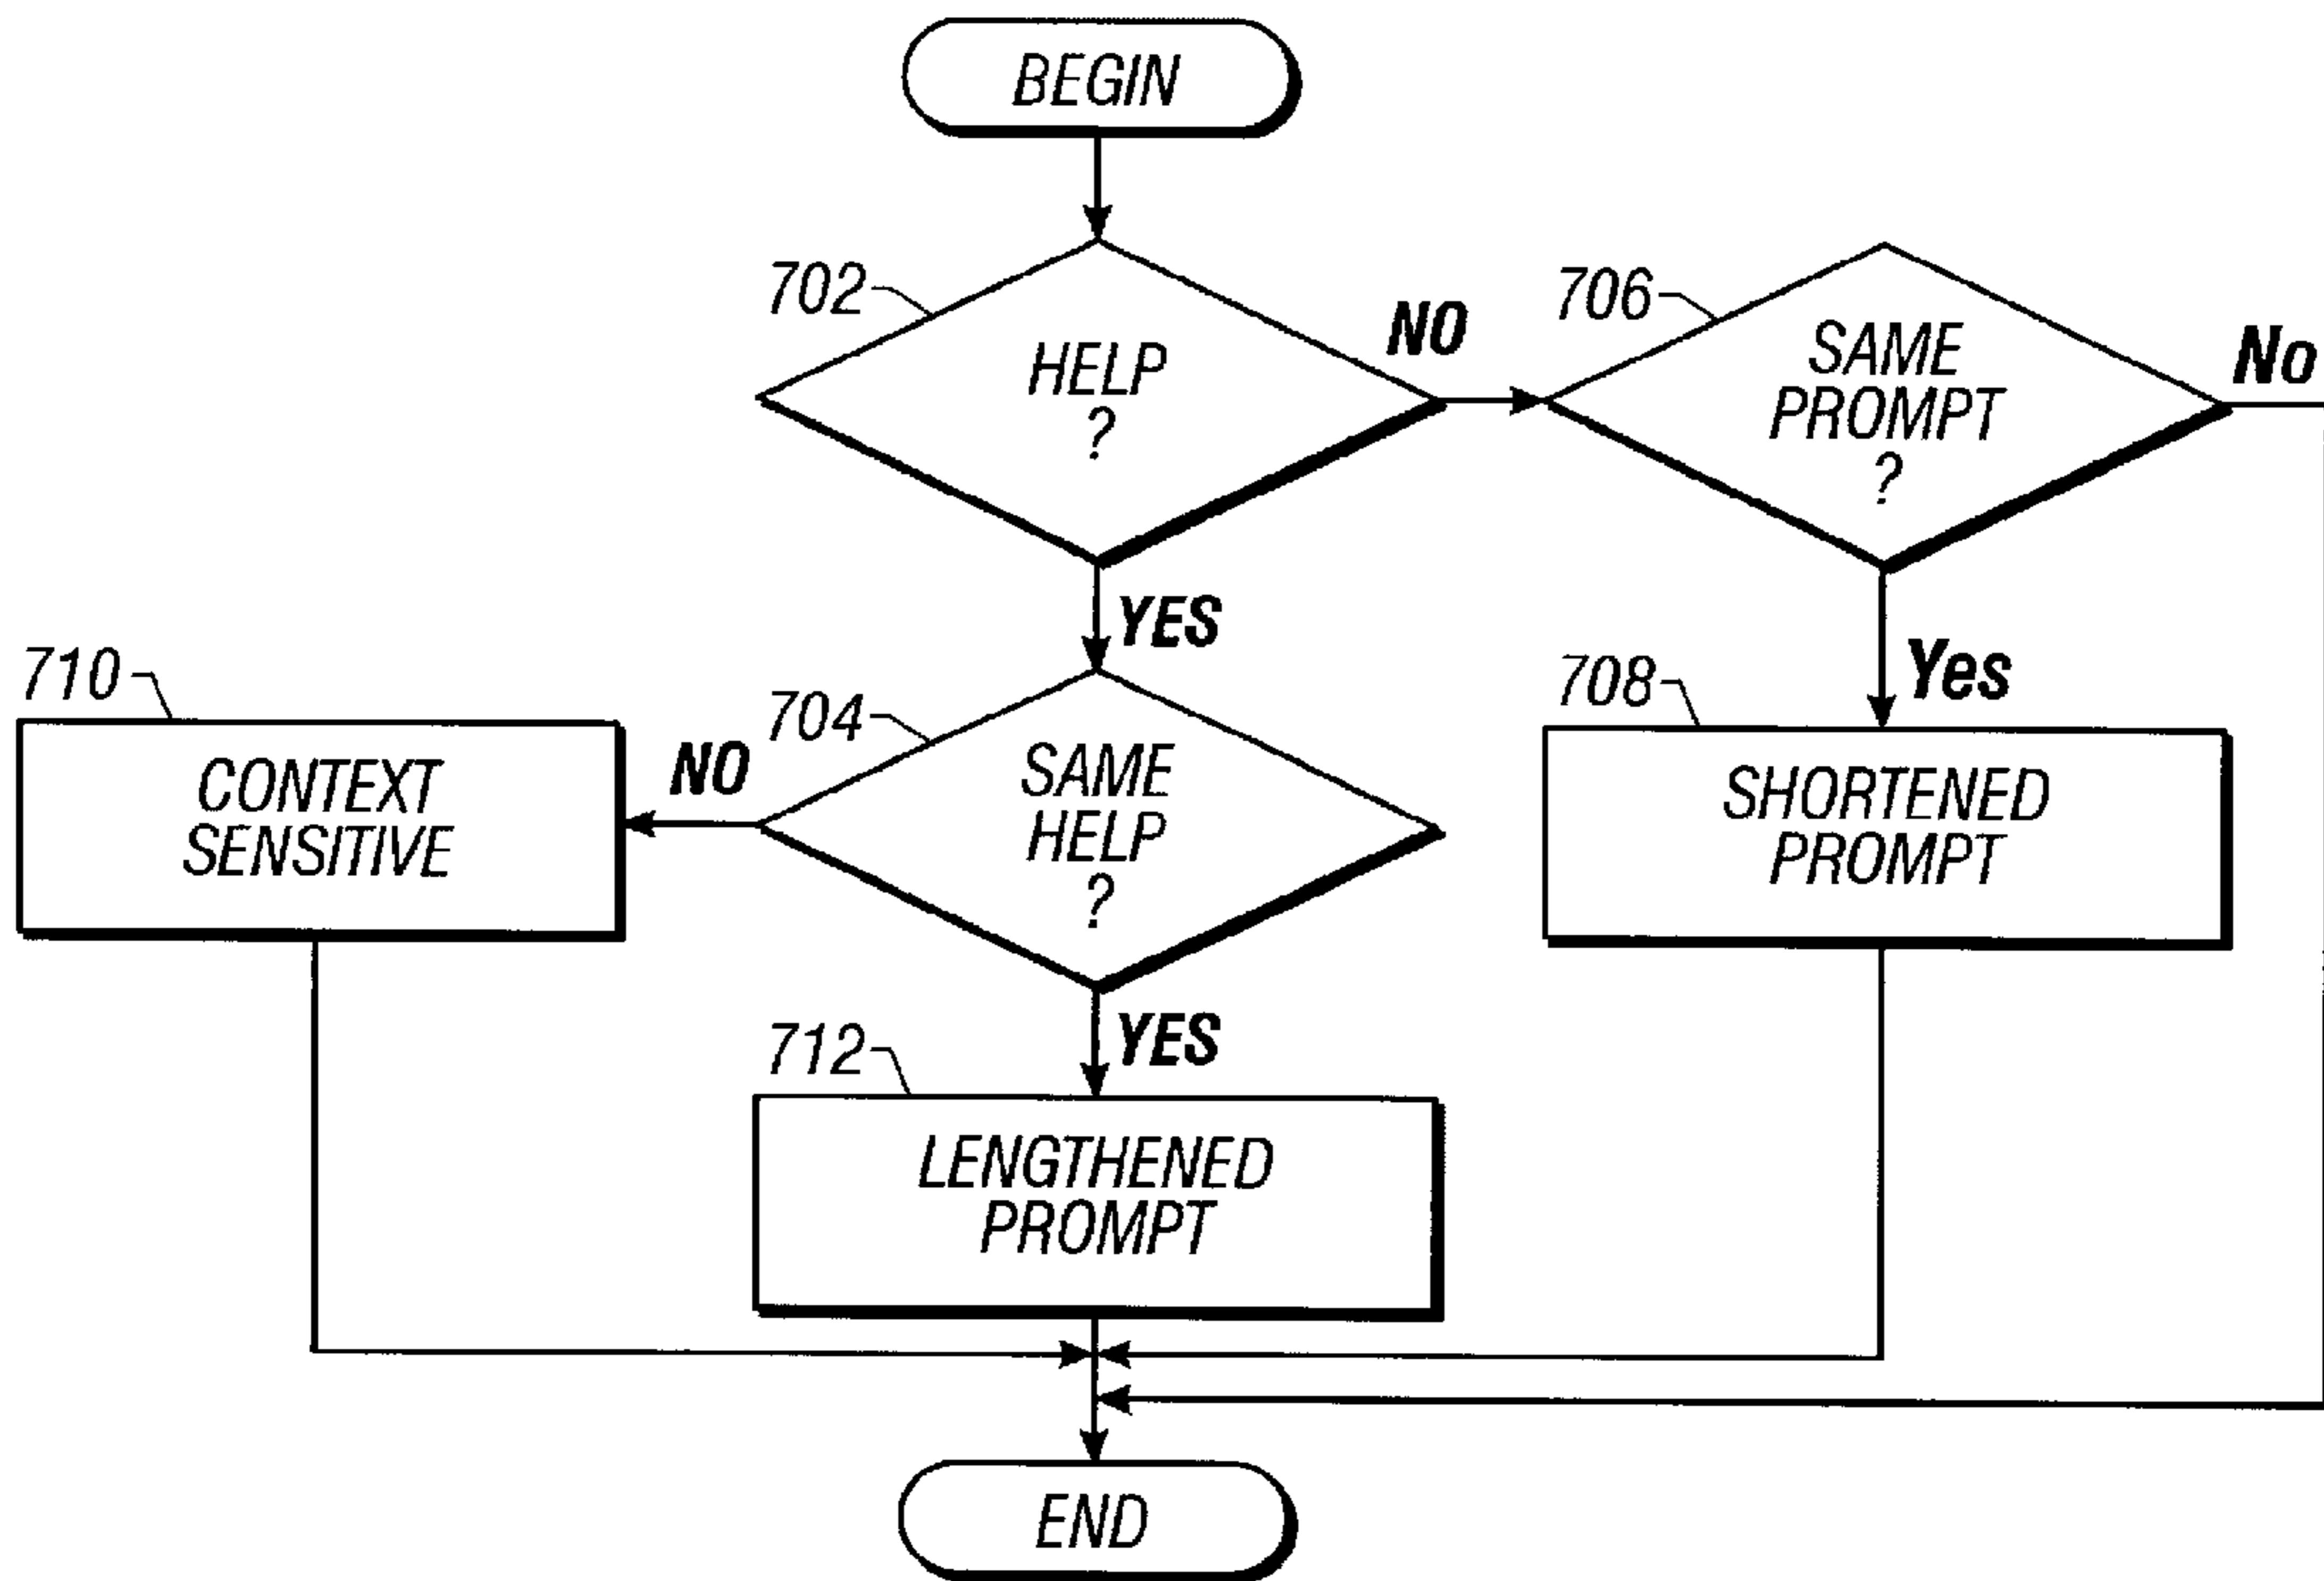 BEGIN
702
HELP
?
NO
706
SAME
PROMPT
?
No
YES
Yes
710
CONTEXT
SENSITIVE
NO
704
SAME
HELP
?
708
SHORTENED
PROMPT
YES
712
LENGTHENED
PROMPT
END